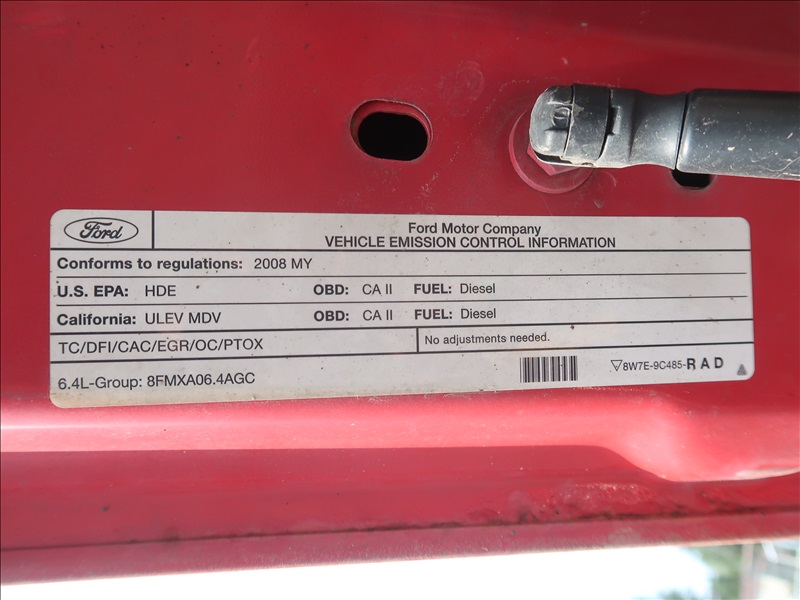 Ford
Ford Motor Company
VEHICLE EMISSION CONTROL INFORMATION
Conforms to regulations: 2008 MY
U.S. EPA: HDE OBD: CA II FUEL: Diesel
California: ULEV MDV OBD: CA II FUEL: Diesel
TC/DFI/CAC/EGR/OC/PTOX
No adjustments needed.
6.4L-Group: 8FMXA06.4AGC
8W7E-9C485-RAD